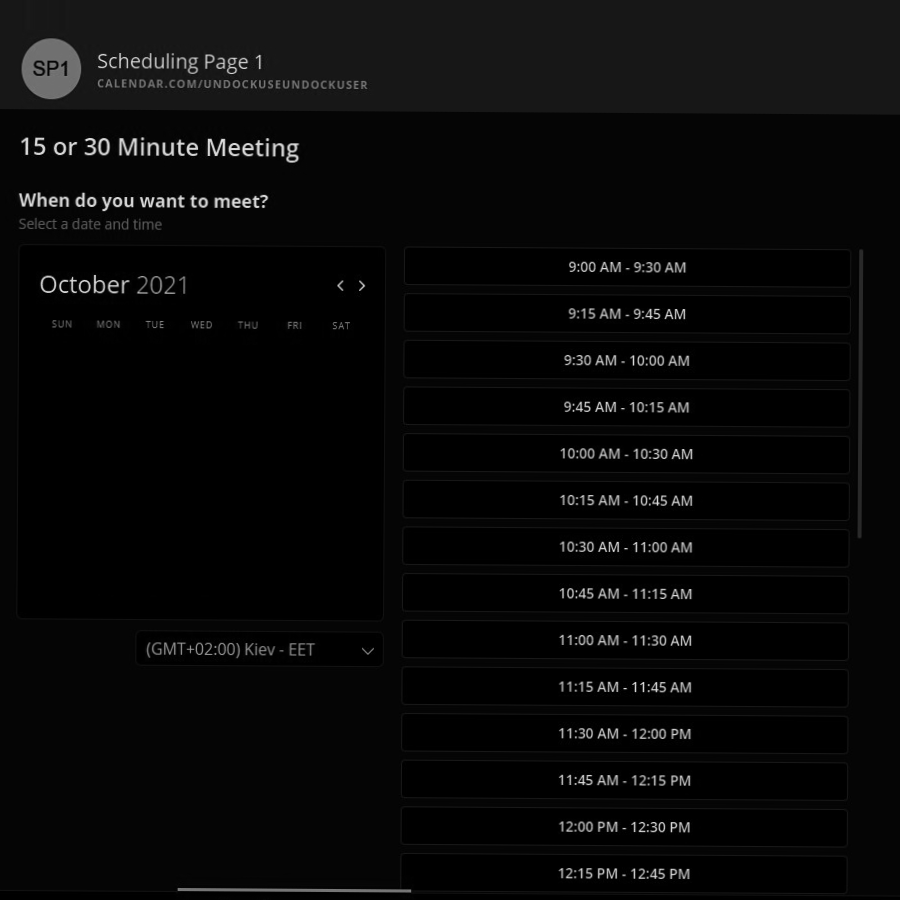 SP1
Scheduling Page 1
CALENDAR.COM/UNDOCKUSEUNDOCKUSER
15 or 30 Minute Meeting
When do you want to meet?
Select a date and time
October 2021
SUN MON TUE WED THU FRI SAT
(GMT+02:00) Kiev - EET
9:00 AM - 9:30 AM
9:15 AM - 9:45 AM
9:30 AM - 10:00 AM
9:45 AM - 10:15 AM
10:00 AM - 10:30 AM
10:15 AM - 10:45 AM
10:30 AM - 11:00 AM
10:45 AM - 11:15 AM
11:00 AM - 11:30 AM
11:15 AM - 11:45 AM
11:30 AM - 12:00 PM
11:45 AM - 12:15 PM
12:00 PM - 12:30 PM
12:15 PM - 12:45 PM